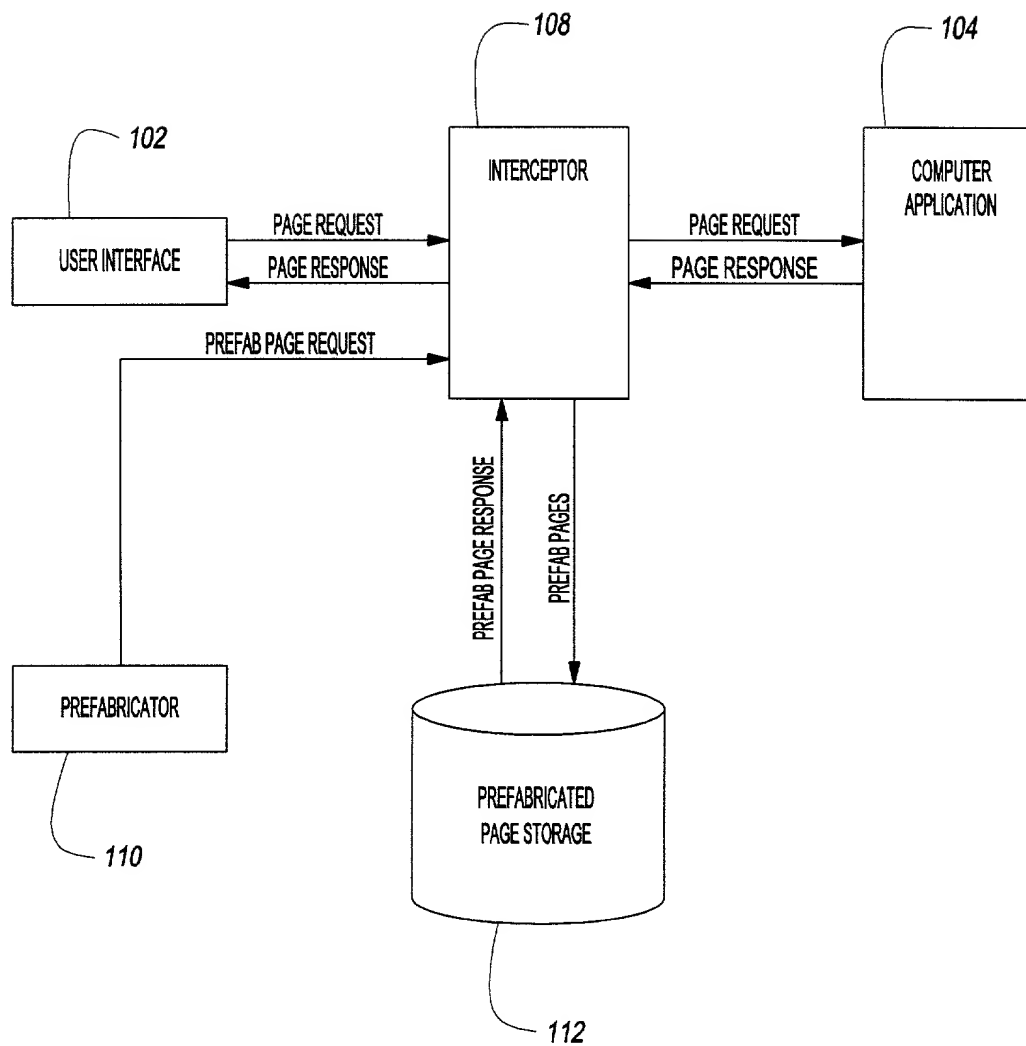 108
104
102
INTERCEPTOR
COMPUTER
APPLICATION
PAGE REQUEST
PAGE REQUEST
USER INTERFACE
PAGE RESPONSE
PAGE RESPONSE
PREFAB PAGE REQUEST
PREFAB PAGE RESPONSE
PREFAB PAGES
PREFABRICATOR
PREFABRICATED
PAGE STORAGE
110
112